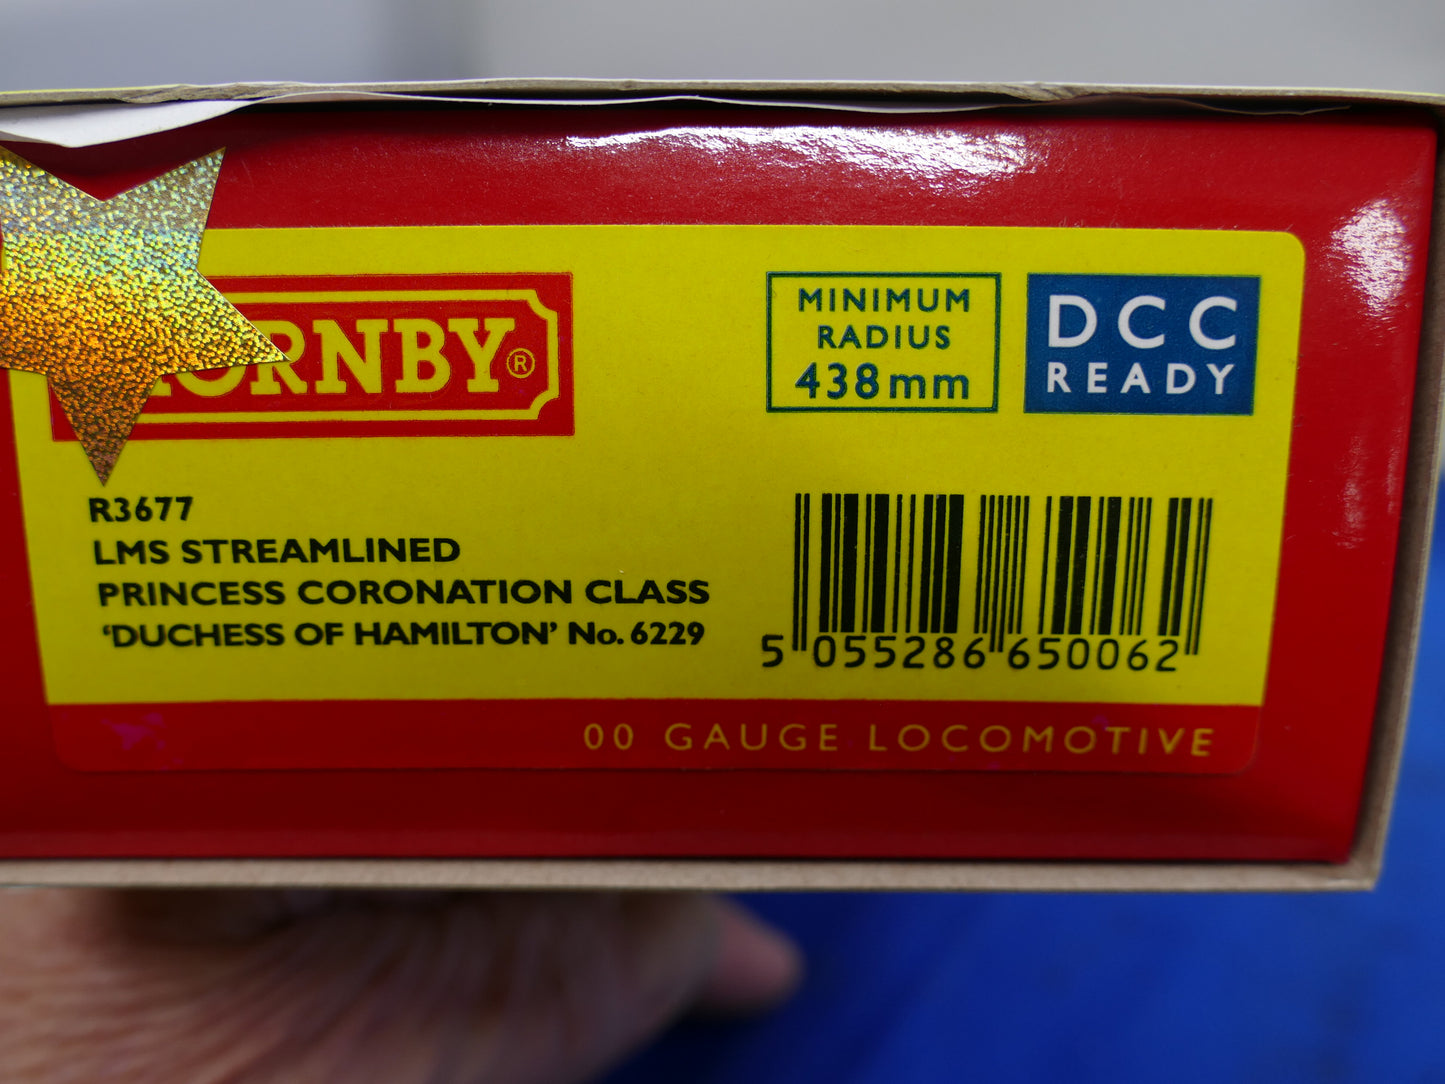 HORNBY®
MINIMUM
RADIUS
438mm
DCC
READY
R3677
LMS STREAMLINED
PRINCESS CORONATION CLASS
‘DUCHESS OF HAMILTON’ No. 6229
5 055286 650062
00 GAUGE LOCOMOTIVE